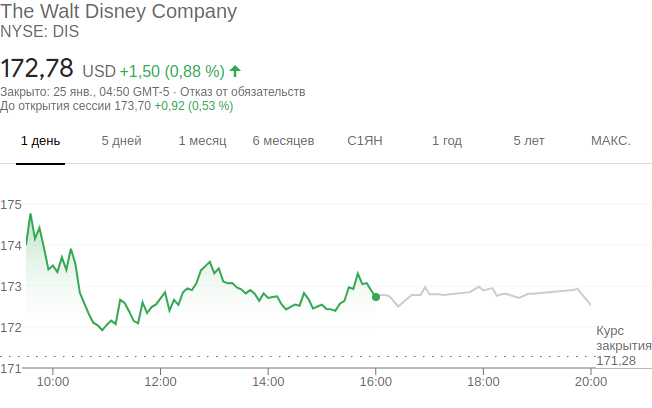 The Walt Disney Company
NYSE: DIS
172,78 USD +1,50 (0,88 %)
Закрыто: 25 янв., 04:50 GMT-5 · Отказ от обязательств
До открытия сессии 173,70 +0,92 (0,53 %)
1 день 5 дней 1 месяц 6 месяцев С1ЯН 1 год 5 лет МАКС.
175
174
173
172
Курс
закрытия
171,28
171
10:00 12:00 14:00 16:00 18:00 20:00